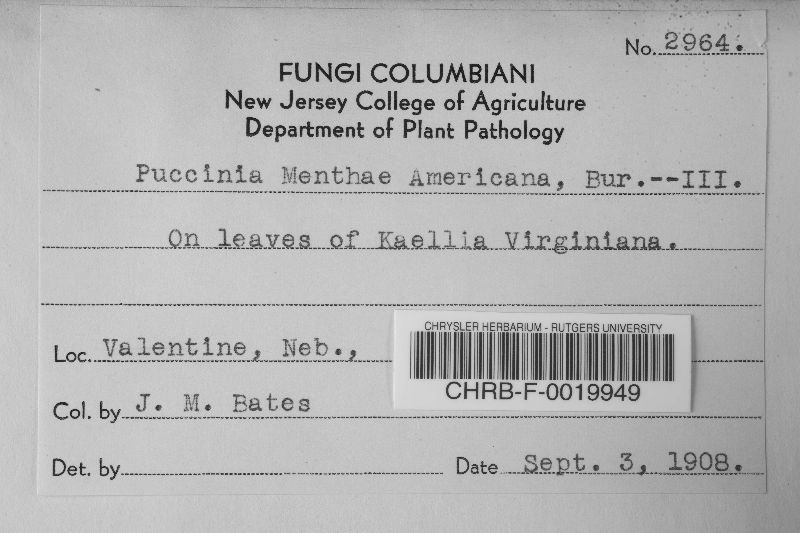 No. 2964.
FUNGI COLUMBIANI
New Jersey College of Agriculture
Department of Plant Pathology
Puccinia Menthae Americana, Bur.--III.
On leaves of Kaellia Virginiana.
Loc. Valentine, Neb.,
CHRYSLER HERBARIUM - RUTGERS UNIVERSITY
CHRB-F-0019949
Col. by J. M. Bates
Det. by
Date Sept. 3, 1908.